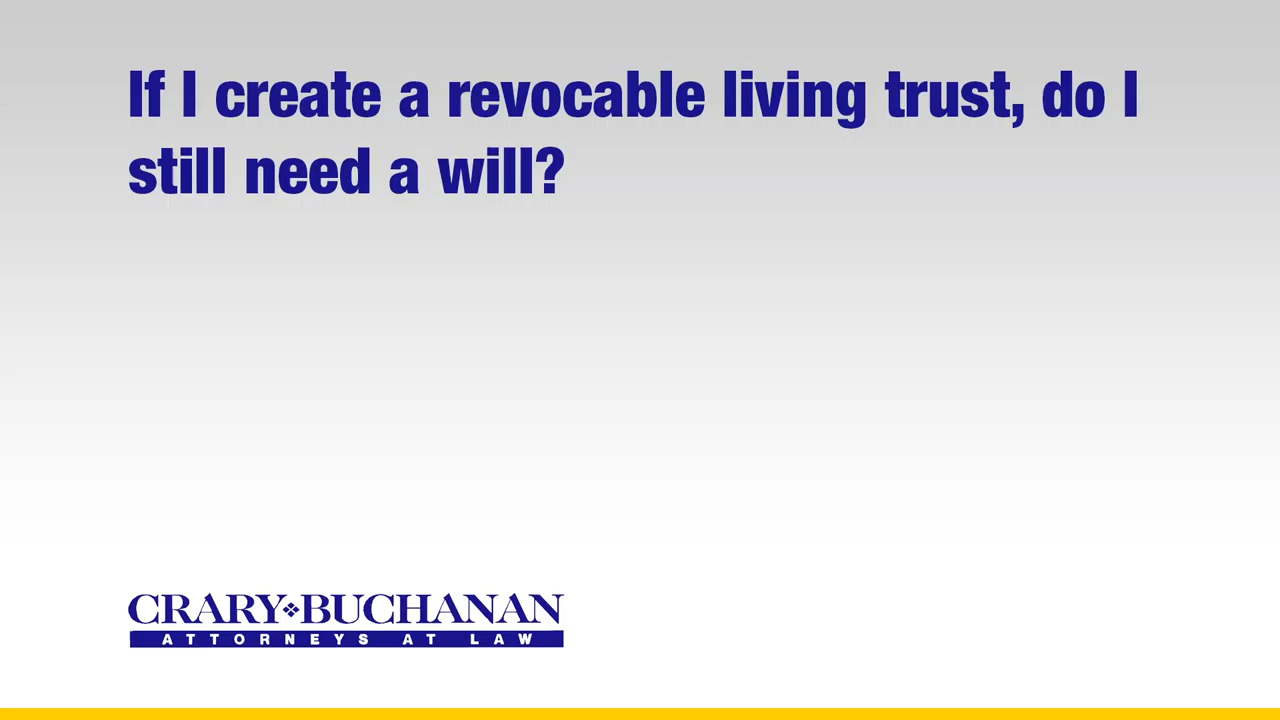 If I create a revocable living trust, do I
still need a will?
CRARY❖BUCHANAN
ATTORNEYS AT LAW